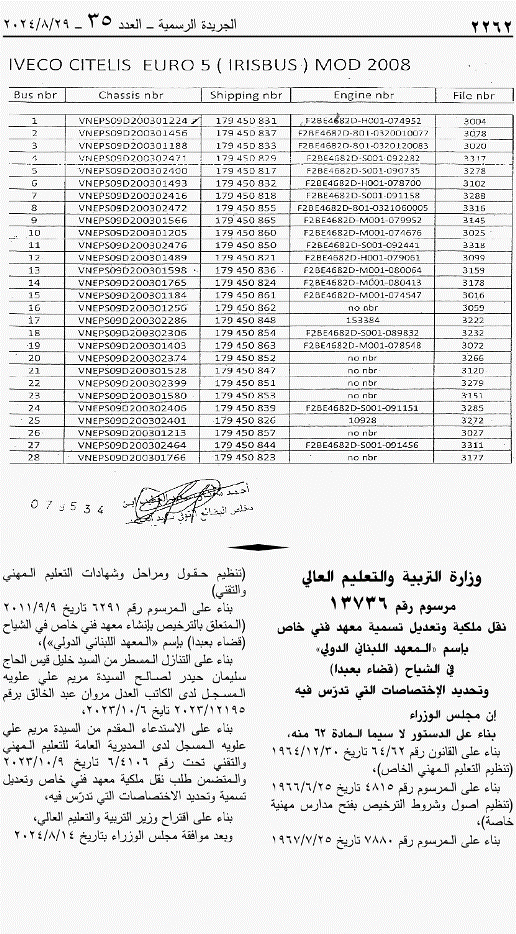 ٢٢٦٢ الجريدة الرسمية ــ العدد ٣٥ ــ ٢٠٢٤/٨/٢٩
IVECO CITELIS EURO 5 ( IRISBUS ) MOD 2008
Bus nbr Chassis nbr Shipping nbr Engine nbr File nbr
1 VNEPS09D200301224 179 450 831 F2BE4682D-H001-074952 3004
2 VNEPS09D200301456 179 450 837 F2BE4682D-B01-0320010077 3078
3 VNEPS09D200301188 179 450 833 F2BE4682D-B01-0320120083 3020
4 VNEPS09D200302471 179 450 829 F2BE4682D-S001-092282 3317
5 VNEPS09D200302400 179 450 817 F2BE4682D-S001-090735 3278
6 VNEPS09D200301493 179 450 832 F2BE4682D-H001-078700 3102
7 VNEPS09D200302416 179 450 818 F2BE4682D-S001-091158 3288
8 VNEPS09D200302472 179 450 855 F2BE4682D-B01-0321060005 3316
9 VNEPS09D200301566 179 450 865 F2BE4682D-M001-079952 3145
10 VNEPS09D200301205 179 450 860 F2BE4682D-M001-074676 3025
11 VNEPS09D200302476 179 450 850 F2BE4682D-S001-092441 3318
12 VNEPS09D200301489 179 450 821 F2BE4682D-H001-079061 3099
13 VNEPS09D200301598 179 450 836 F2BE4682D-M001-080064 3159
14 VNEPS09D200301765 179 450 824 F2BE4682D-M001-080413 3178
15 VNEPS09D200301184 179 450 861 F2BE4682D-M001-074547 3016
16 VNEPS09D200301256 179 450 862 no nbr 3059
17 VNEPS09D200302286 179 450 848 153384 3222
18 VNEPS09D200302306 179 450 854 F2BE4682D-S001-089832 3232
19 VNEPS09D200301403 179 450 863 F2BE4682D-M001-078548 3072
20 VNEPS09D200302374 179 450 852 no nbr 3266
21 VNEPS09D200301528 179 450 847 no nbr 3120
22 VNEPS09D200302399 179 450 851 no nbr 3279
23 VNEPS09D200301580 179 450 853 no nbr 3151
24 VNEPS09D200302406 179 450 839 F2BE4682D-S001-091151 3285
25 VNEPS09D200302401 179 450 826 10928 3272
26 VNEPS09D200301213 179 450 857 no nbr 3027
27 VNEPS09D200302464 179 450 844 F2BE4682D-S001-091456 3311
28 VNEPS09D200301766 179 450 823 no nbr 3177
وزارة التربية والتعليم العالي
مرسوم رقم ١٣٧٣٦
نقل ملكية وتعديل تسمية معهد فني خاص
بإسم «المعهد اللبناني الدولي»
في الشياح (قضاء بعبدا)
وتحديد الإختصاصات التي تدرّس فيه
إن مجلس الوزراء
بناء على الدستور لا سيما المادة ٦٢ منه،
بناء على القانون رقم ٦٤/٦٢ تاريخ ١٩٦٤/١٢/٣٠
(تنظيم التعليم المهني الخاص)،
بناء على المرسوم رقم ٤٨١٥ تاريخ ١٩٦٦/٦/٢٥
(تنظيم اصول وشروط الترخيص بفتح مدارس مهنية
خاصة)،
بناء على المرسوم رقم ٧٨٨٠ تاريخ ١٩٦٧/٧/٢٥
(تنظيم حقول ومراحل وشهادات التعليم المهني
والتقني)
بناء على المرسوم رقم ٦٢٩١ تاريخ ٢٠١١/٩/٩
(المتعلق بالترخيص بإنشاء معهد فني خاص في الشياح
(قضاء بعبدا) بإسم «المعهد اللبناني الدولي»)،
بناء على التنازل المسطر من السيد خليل قيس الحاج
سليمان حيدر لصالح السيدة مريم علي علويه
المسجل لدى الكاتب العدل مروان عبد الخالق برقم
٢٠٢٣/١٢١٩٥ تايخ ٢٠٢٣/١٠/٦،
بناء على الاستدعاء المقدم من السيدة مريم علي
علويه المسجل لدى المديرية العامة للتعليم المهني
والتقني تحت رقم ٦/٤١٠٦ تاريخ ٢٠٢٣/١٠/٩
والمتضمن طلب نقل ملكية معهد فني خاص وتعديل
تسمية وتحديد الاختصاصات التي تدرّس فيه،
بناء على اقتراح وزير التربية والتعليم العالي،
وبعد موافقة مجلس الوزراء بتاريخ ٢٠٢٤/٨/١٤